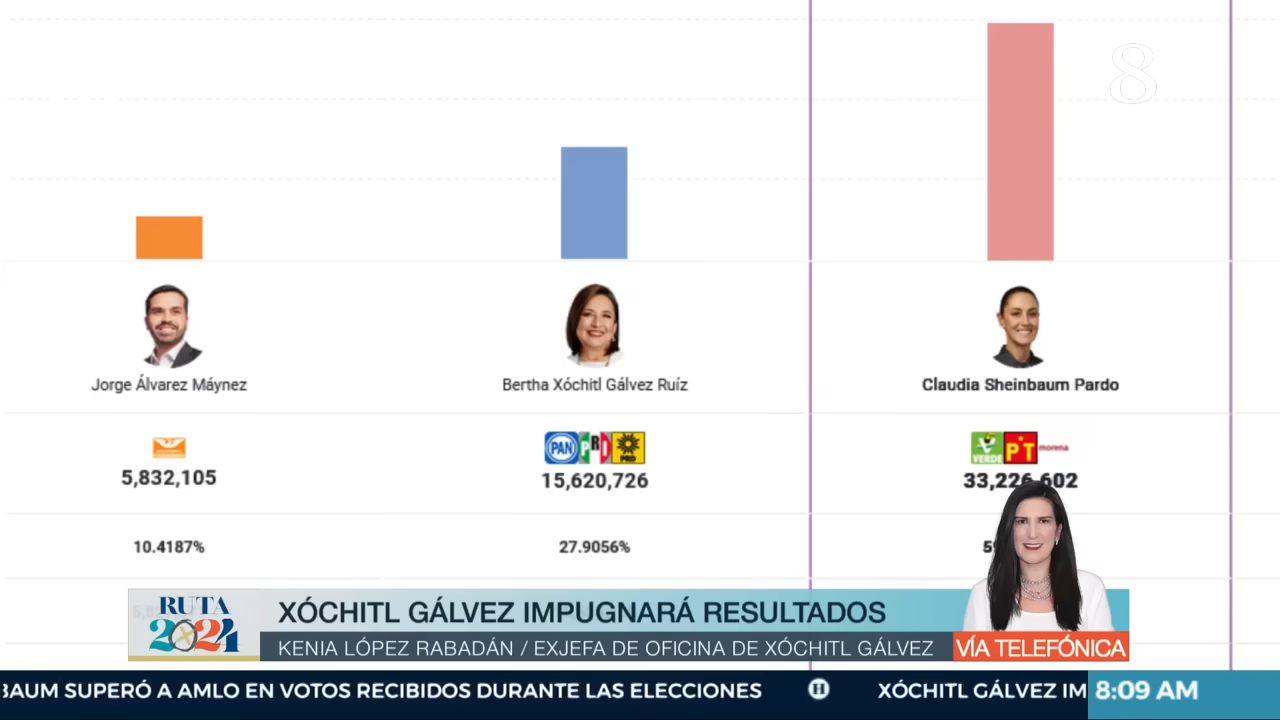 8
Jorge Álvarez Máynez
Bertha Xóchitl Gálvez Ruíz
Claudia Sheinbaum Pardo
PAN PRI PRD
VERDE PT morena
5,832,105
15,620,726
33,226,602
10.4187%
27.9056%
RUTA 2024
XÓCHITL GÁLVEZ IMPUGNARÁ RESULTADOS
KENIA LÓPEZ RABADÁN / EXJEFA DE OFICINA DE XÓCHITL GÁLVEZ
VÍA TELEFÓNICA
BAUM SUPERÓ A AMLO EN VOTOS RECIBIDOS DURANTE LAS ELECCIONES H XÓCHITL GÁLVEZ IM
8:09 AM